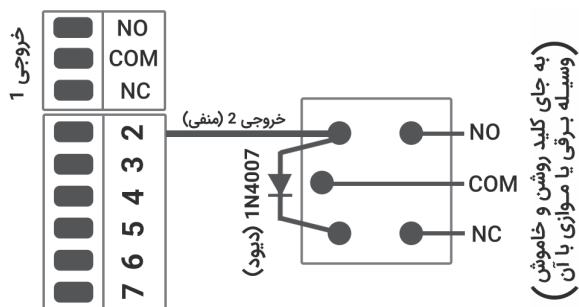 خروجی 1
NO
COM
NC
2
3
4
5
6
7
خروجی 2 (منفی)
1N4007 (دیود)
NO
COM
NC
(به جای کلید روشن و خاموش
وسیله برقی یا موازی با آن)